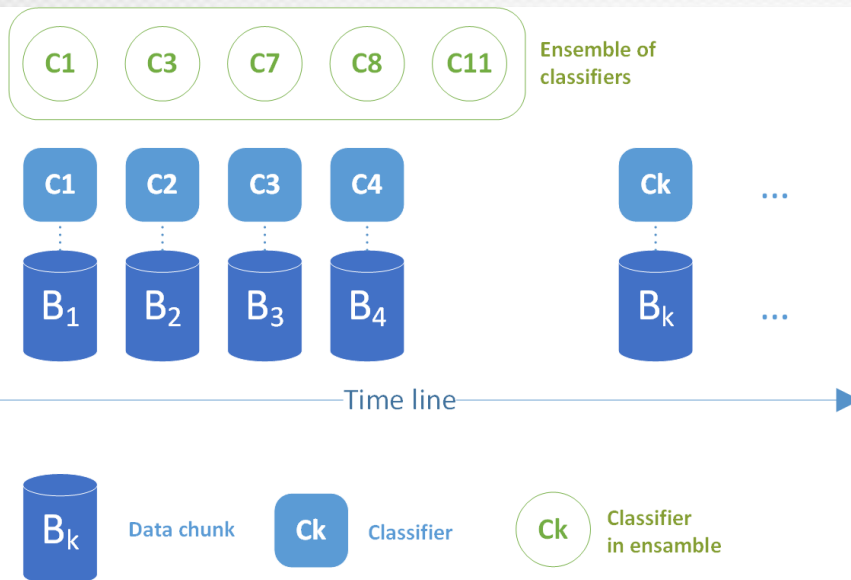 C1 C3 C7 C8 C11
Ensemble of
classifiers
C1 C2 C3 C4 Ck ...
B1 B2 B3 B4 Bk ...
Time line
Bk
Data chunk
Ck
Classifier
Ck
Classifier
in ensamble